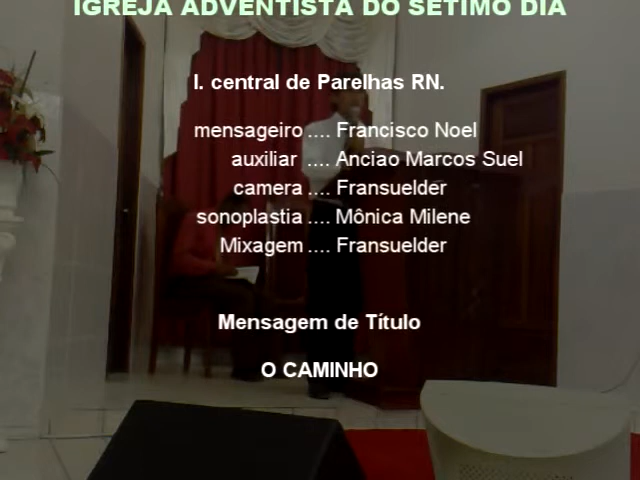 IGREJA ADVENTISTA DO SETIMO DIA
I. central de Parelhas RN.
mensageiro .... Francisco Noel
auxiliar .... Anciao Marcos Suel
camera .... Fransuelder
sonoplastia .... Mônica Milene
Mixagem .... Fransuelder
Mensagem de Título
O CAMINHO